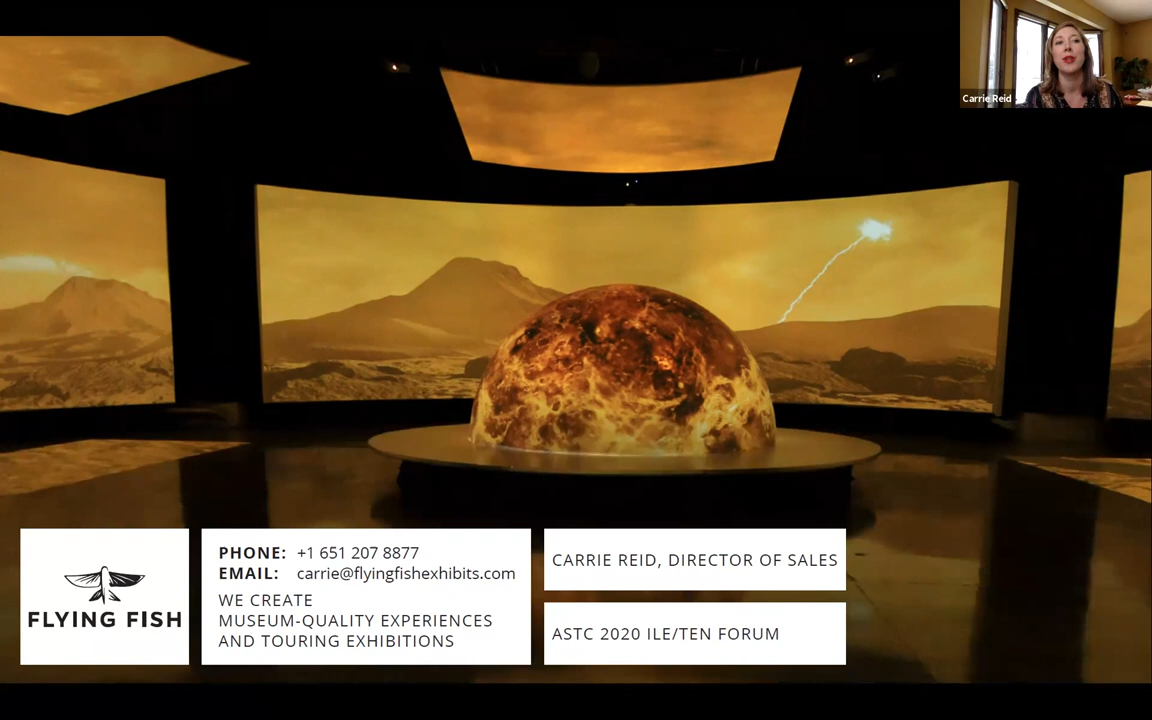 Carrie Reid
FLYING FISH
PHONE: +1 651 207 8877
EMAIL: carrie@flyingfishexhibits.com
WE CREATE
MUSEUM-QUALITY EXPERIENCES
AND TOURING EXHIBITIONS
CARRIE REID, DIRECTOR OF SALES
ASTC 2020 ILE/TEN FORUM